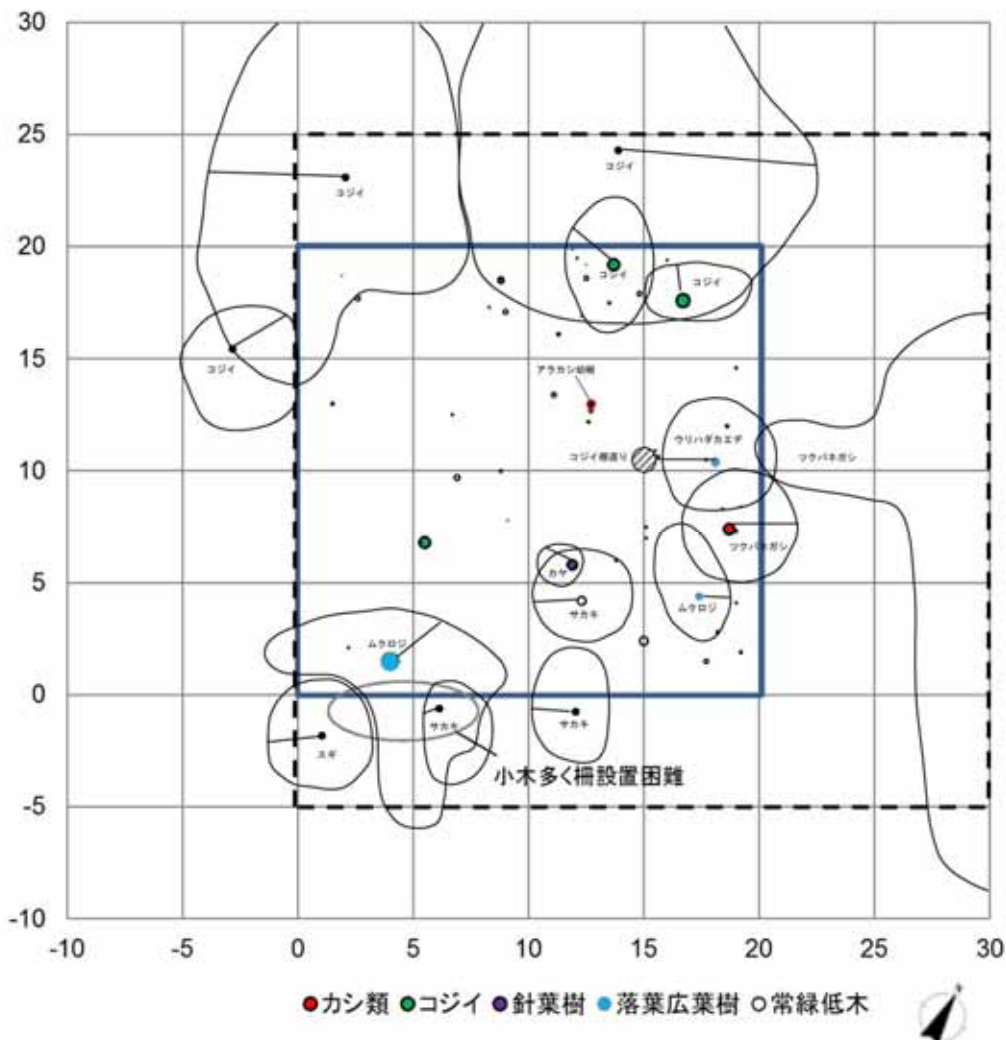 30
25
コジイ
コジイ
20
コジイ
コジイ
15
コジイ
アラカシ幼樹
ウリハダカエデ
10
コジイ根返り
ツクバネガシ
ツクバネガシ
5
カヤ
サカキ
ムクロジ
ムクロジ
0
サカキ
サカキ
スギ
小木多く柵設置困難
-5
-10
-10 -5 0 5 10 15 20 25 30
カシ類 コジイ 針葉樹 落葉広葉樹 常緑低木